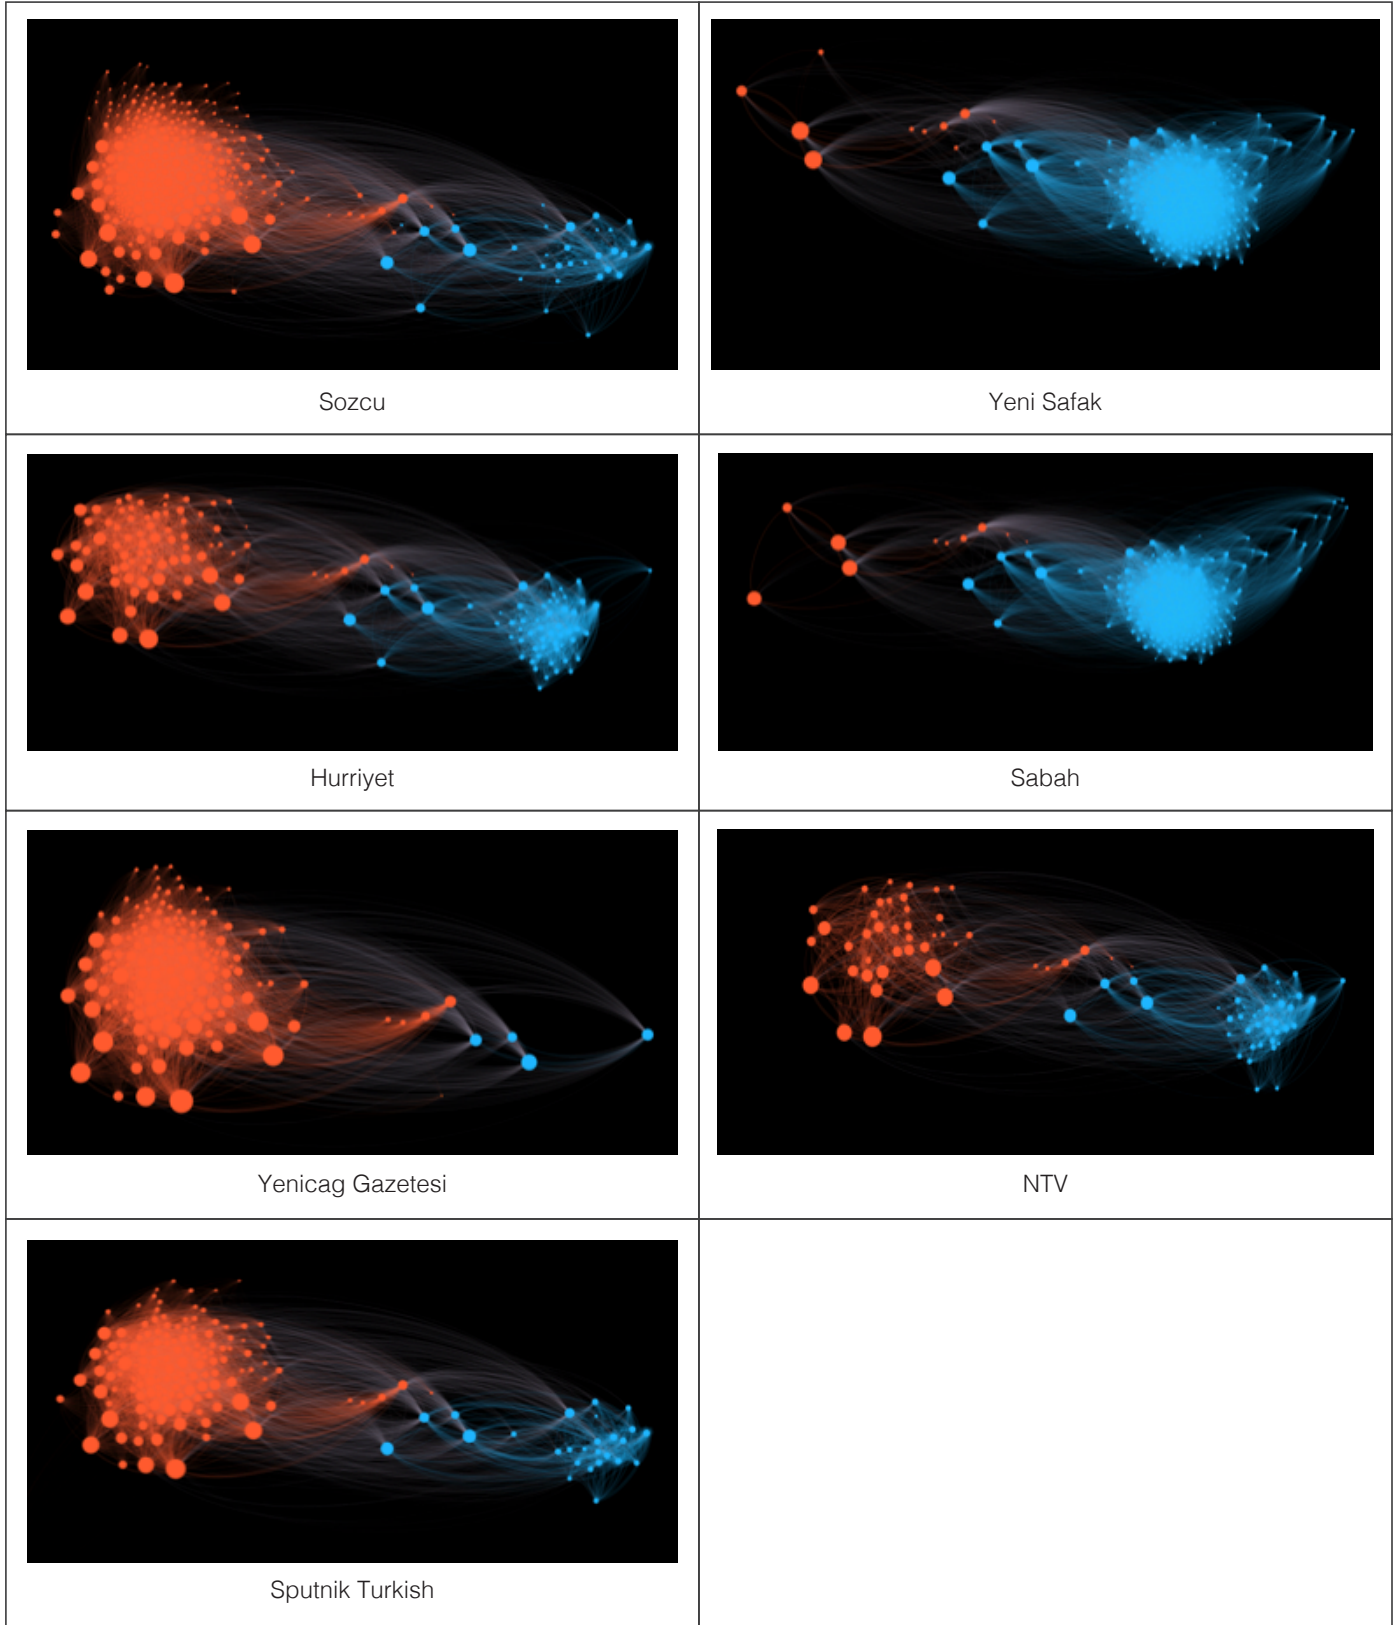 Sozcu
Yeni Safak
Hurriyet
Sabah
Yenicag Gazetesi
NTV
Sputnik Turkish